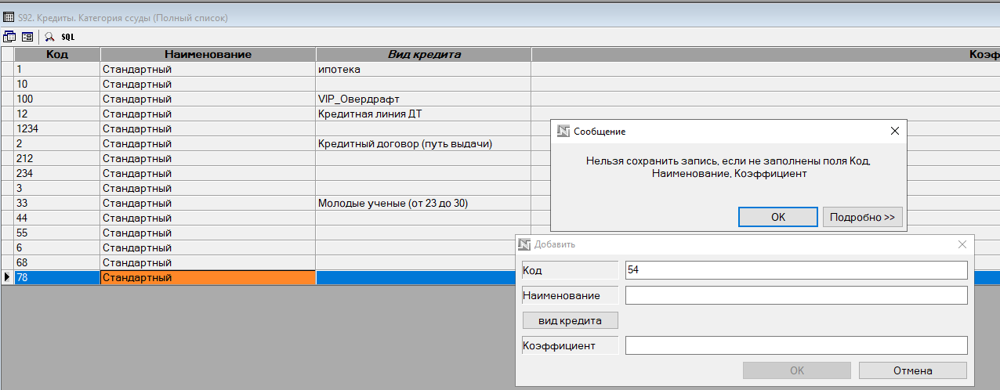 S92. Кредиты. Категория ссуды (Полный список)
SQL
Код Наименование Вид кредита Коэф
1 Стандартный ипотека
10 Стандартный
100 Стандартный VIP_Овердрафт
12 Стандартный Кредитная линия ДТ
1234 Стандартный
2 Стандартный Кредитный договор (путь выдачи)
212 Стандартный
234 Стандартный
3 Стандартный
33 Стандартный Молодые ученые (от 23 до 30)
44 Стандартный
55 Стандартный
6 Стандартный
68 Стандартный
78 Стандартный
Сообщение
Нельзя сохранить запись, если не заполнены поля Код,
Наименование, Коэффициент
OK Подробно >>
Добавить
Код 54
Наименование
вид кредита
Коэффициент
OK Отмена